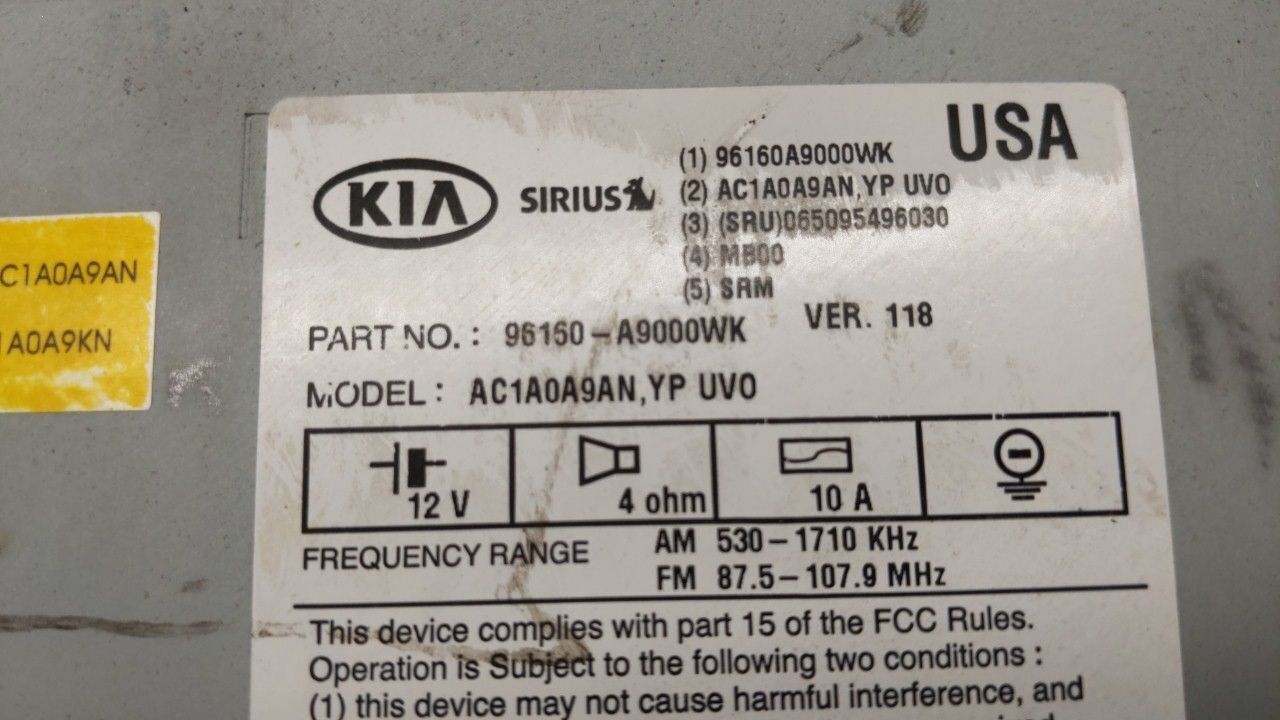 C1A0A9AN
1A0A9KN
USA
KIA
SIRIUS
(1) 96160A9000WK
(2) AC1A0A9AN,YP UVO
(3) (SRU)065095496030
(4) MB00
(5) SRM
PART NO. : 96160-A9000WK VER. 118
MODEL : AC1A0A9AN,YP UVO
12 V
4 ohm
10 A
FREQUENCY RANGE
AM 530-1710 KHz
FM 87.5-107.9 MHz
This device complies with part 15 of the FCC Rules.
Operation is Subject to the following two conditions :
(1) this device may not cause harmful interference, and